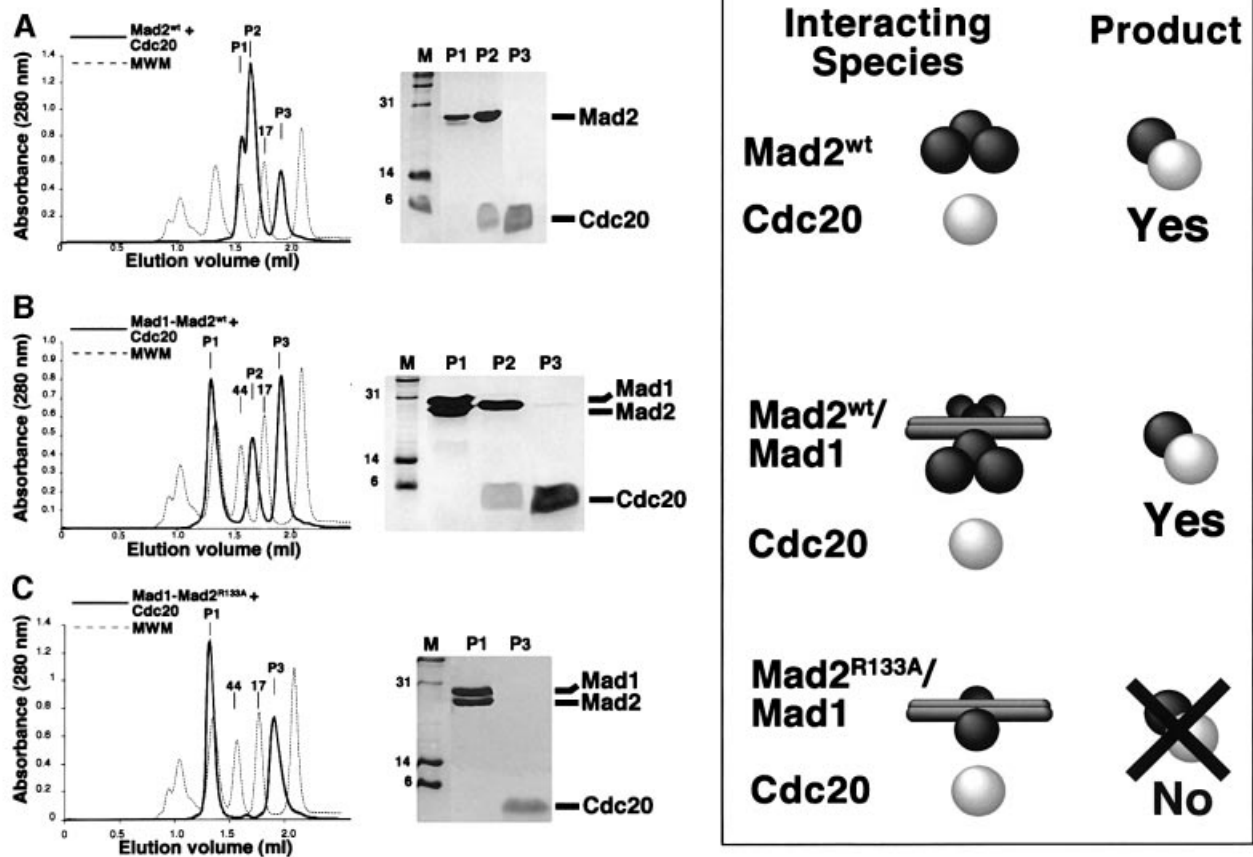 A
Mad2wt +
Cdc20
MWM
P1
P2
P3
17
Absorbance (280 nm)
1.4
1.2
1.0
0.8
0.6
0.4
0.2
0
0.5
1.0
1.5
2.0
Elution volume (ml)
M P1 P2 P3
31
14
6
Mad2
Cdc20
B
Mad1-Mad2wt +
Cdc20
MWM
P1
P3
44
P2
17
Absorbance (280 nm)
1.0
0.9
0.8
0.7
0.6
0.5
0.4
0.3
0.2
0.1
0
0.5
1.0
1.5
2.0
Elution volume (ml)
M P1 P2 P3
31
14
6
Mad1
Mad2
Cdc20
C
Mad1-Mad2R133A +
Cdc20
MWM
P1
P3
44
17
Absorbance (280 nm)
1.4
1.2
1.0
0.8
0.6
0.4
0.2
0
0
0.5
1.0
1.5
2.0
Elution volume (ml)
M P1 P3
31
14
6
Mad1
Mad2
Cdc20
Interacting
Species
Product
Mad2wt
Cdc20
Yes
Mad2wt/
Mad1
Cdc20
Yes
Mad2R133A/
Mad1
Cdc20
No